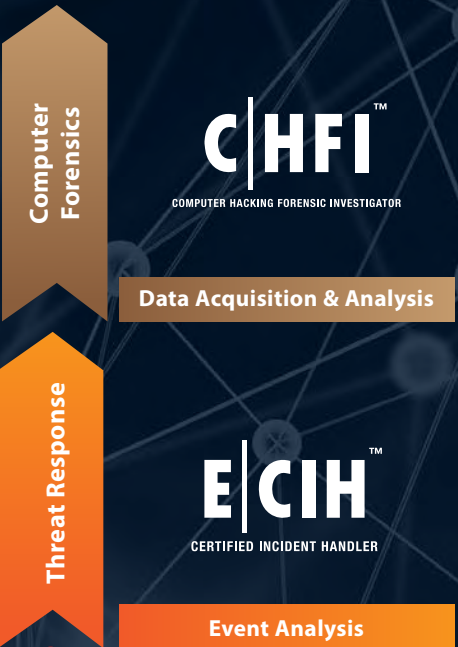 Computer
Forensics
C|HFI™
COMPUTER HACKING FORENSIC INVESTIGATOR
Data Acquisition & Analysis
Threat Response
E|CIH™
CERTIFIED INCIDENT HANDLER
Event Analysis